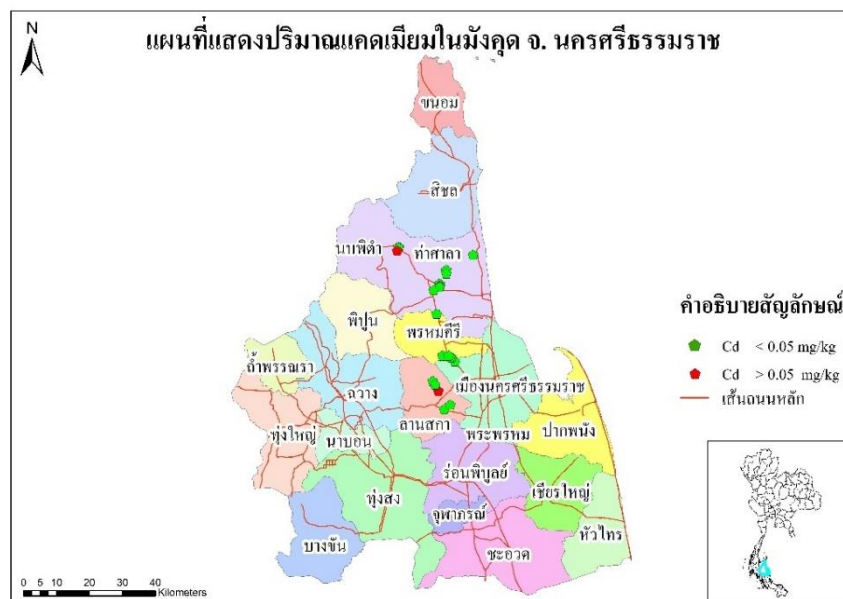 N
แผนที่แสดงปริมาณแคดเมียมในมังคุด จ. นครศรีธรรมราช
ขนอม
สิชล
นบพิตำ
ท่าศาลา
พิปูน
พรหมคีรี
ถ้ำพรรณรา
ฉวาง
เมืองนครศรีธรรมราช
ลานสกา
ทุ่งใหญ่
นาบอน
พระพรหม
ปากพนัง
ร่อนพิบูลย์
ทุ่งสง
เชียรใหญ่
จุฬาภรณ์
บางขัน
ชะอวด
หัวไทร
คำอธิบายสัญลักษณ์
Cd < 0.05 mg/kg
Cd > 0.05 mg/kg
เส้นถนนหลัก
0 5 10 20 30 40
Kilometers